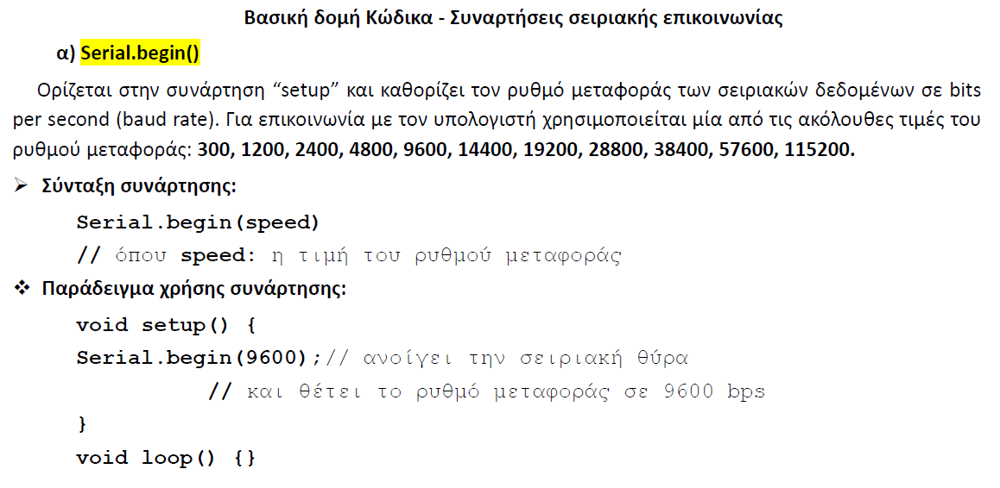 Βασική δομή Κώδικα - Συναρτήσεις σειριακής επικοινωνίας
α) Serial.begin()
Ορίζεται στην συνάρτηση “setup” και καθορίζει τον ρυθμό μεταφοράς των σειριακών δεδομένων σε bits
per second (baud rate). Για επικοινωνία με τον υπολογιστή χρησιμοποιείται μία από τις ακόλουθες τιμές του
ρυθμού μεταφοράς: 300, 1200, 2400, 4800, 9600, 14400, 19200, 28800, 38400, 57600, 115200.
➢ Σύνταξη συνάρτησης:
Serial.begin(speed)
// όπου speed: η τιμή του ρυθμού μεταφοράς
❖ Παράδειγμα χρήσης συνάρτησης:
void setup() {
Serial.begin(9600);// ανοίγει την σειριακή θύρα
// και θέτει το ρυθμό μεταφοράς σε 9600 bps
}
void loop() {}